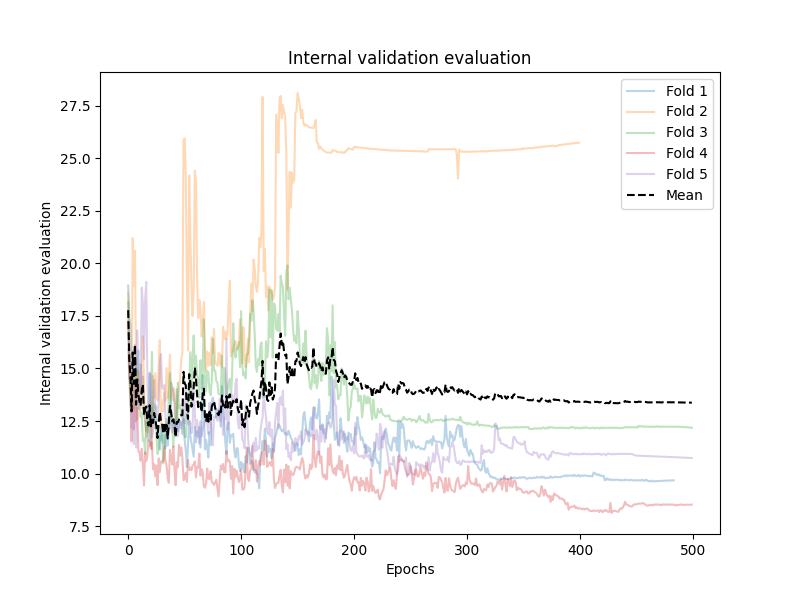 Internal validation evaluation
Internal validation evaluation
27.5
25.0
22.5
20.0
17.5
15.0
12.5
10.0
7.5
0
100
200
300
400
500
Epochs
Fold 1
Fold 2
Fold 3
Fold 4
Fold 5
Mean